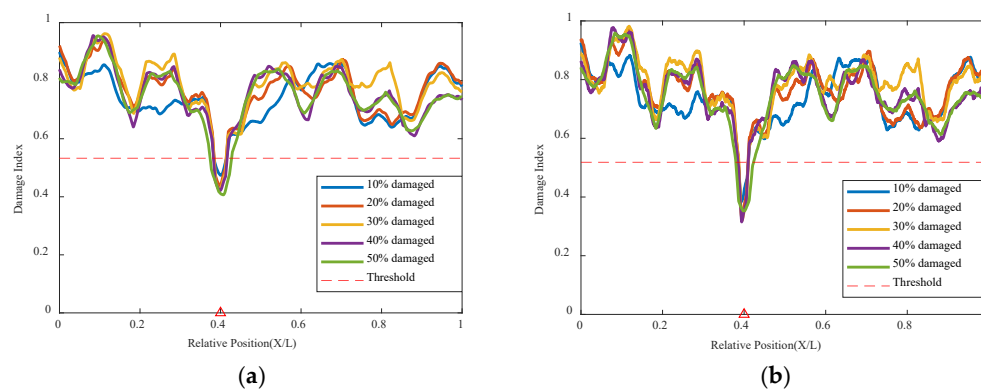 1
0.8
0.6
0.4
0.2
0
Damage Index
10% damaged
20% damaged
30% damaged
40% damaged
50% damaged
Threshold
0 0.2 0.4 0.6 0.8 1
Relative Position(X/L)
(a)
1
0.8
0.6
0.4
0.2
0
Damage Index
10% damaged
20% damaged
30% damaged
40% damaged
50% damaged
Threshold
0 0.2 0.4 0.6 0.8
Relative Position(X/L)
(b)